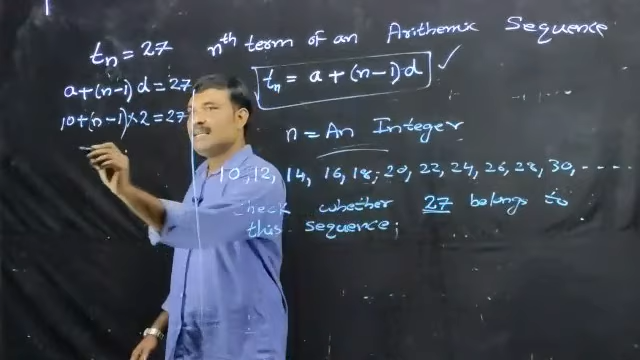 nth term of an Arithemic Sequence
tn = a + (n-1) d ✓
n = An Integer
10, 12, 14, 16, 18, 20, 22, 24, 26, 28, 30, .....
check whether 27 belongs to
this sequence;
tn = 27
a+(n-1) d = 27
10+(n-1)×2 = 27